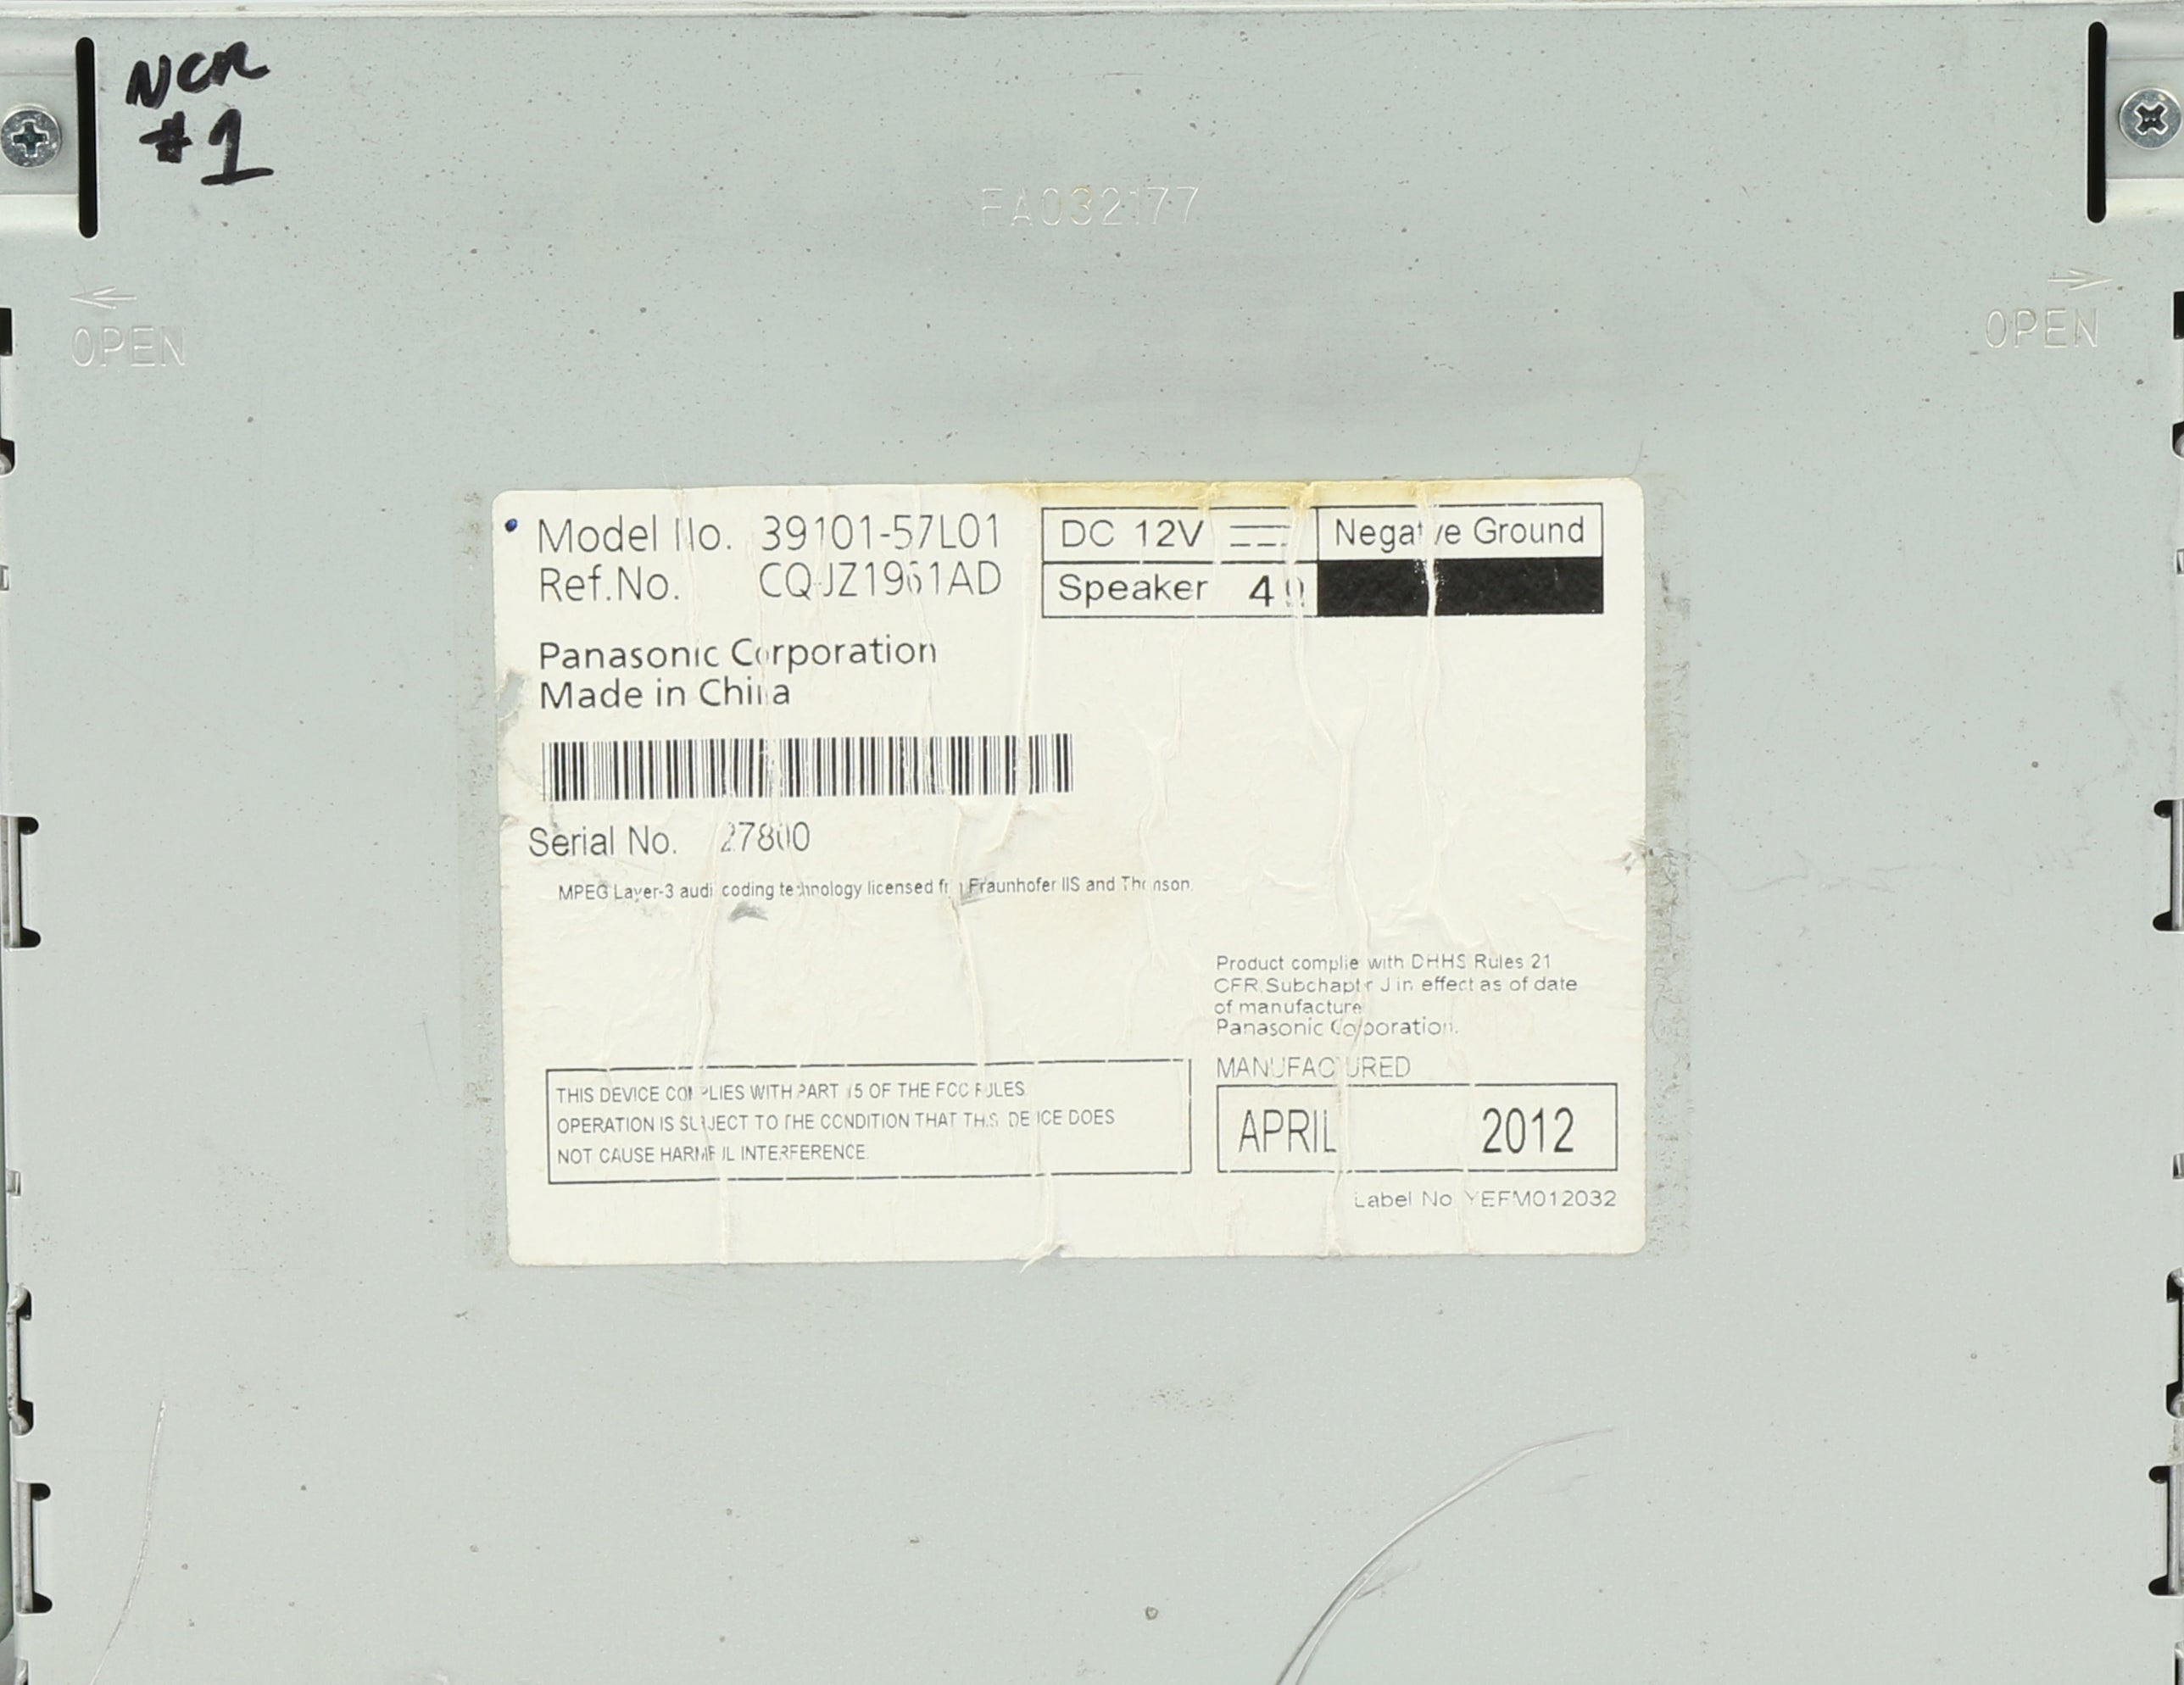 NCR
#1
FA032177
OPEN
OPEN
Model No. 39101-57L01
Ref.No. CQ-JZ1961AD
DC 12V
Negative Ground
Speaker 4Ω
Panasonic Corporation
Made in China
Serial No. 27800
MPEG Layer-3 audio coding technology licensed from Fraunhofer IIS and Thomson.
Product complies with DHHS Rules 21
CFR Subchapter J in effect as of date
of manufacture
Panasonic Corporation.
MANUFACTURED
APRIL 2012
THIS DEVICE COMPLIES WITH PART 15 OF THE FCC RULES
OPERATION IS SUBJECT TO THE CONDITION THAT THIS DEVICE DOES
NOT CAUSE HARMFUL INTERFERENCE.
Label No YEFM012032